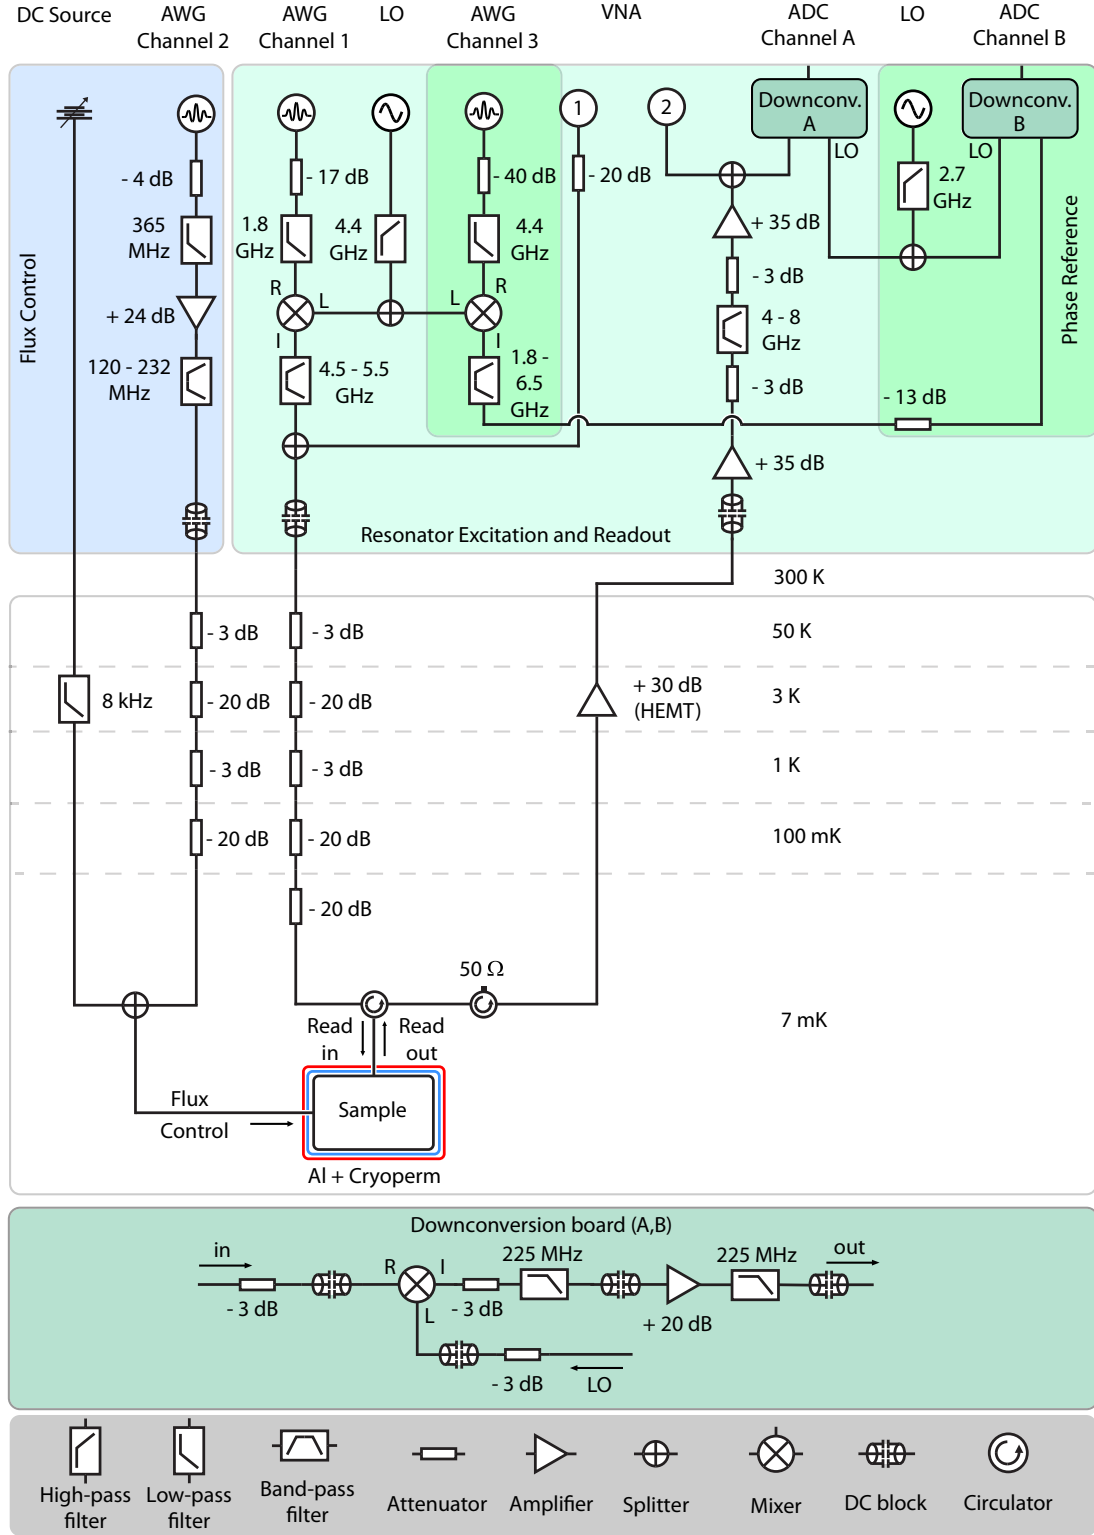 DC Source
AWG
Channel 2
AWG
Channel 1
LO
AWG
Channel 3
VNA
ADC
Channel A
LO
ADC
Channel B
1
2
Downconv.
A
Downconv.
B
LO
LO
- 4 dB
- 17 dB
- 40 dB
- 20 dB
2.7
GHz
365
MHz
1.8
GHz
4.4
GHz
4.4
GHz
+ 35 dB
- 3 dB
Flux Control
Phase Reference
+ 24 dB
R
L
I
L
R
I
4 - 8
GHz
120 - 232
MHz
4.5 - 5.5
GHz
1.8 -
6.5
GHz
- 3 dB
- 13 dB
+ 35 dB
Resonator Excitation and Readout
300 K
- 3 dB
- 3 dB
50 K
8 kHz
- 20 dB
- 20 dB
+ 30 dB
(HEMT)
3 K
- 3 dB
- 3 dB
1 K
- 20 dB
- 20 dB
100 mK
- 20 dB
50 Ω
7 mK
Read
in
Read
out
Flux
Control
Sample
Al + Cryoperm
Downconversion board (A,B)
in
R
I
L
225 MHz
225 MHz
out
- 3 dB
- 3 dB
+ 20 dB
- 3 dB
LO
High-pass
filter
Low-pass
filter
Band-pass
filter
Attenuator
Amplifier
Splitter
Mixer
DC block
Circulator